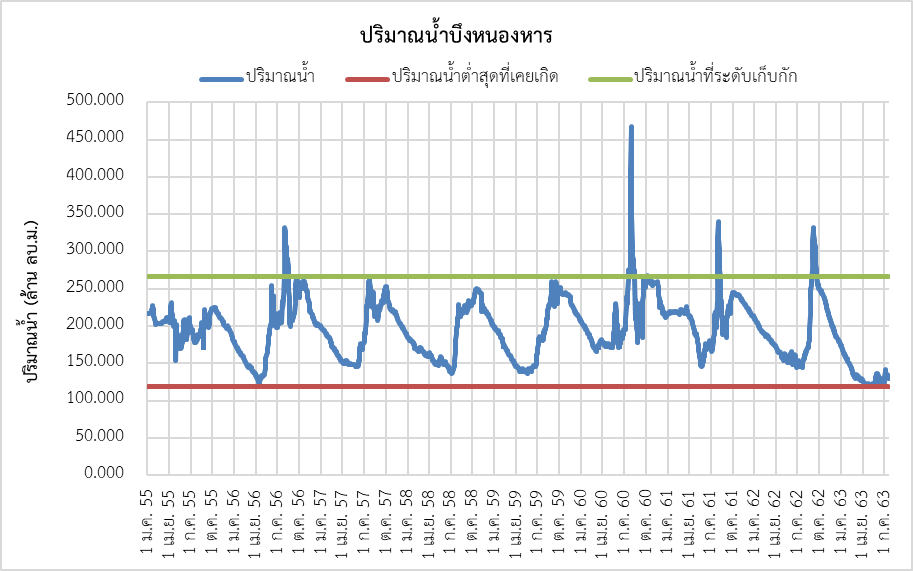 ปริมาณน้ำบึงหนองหาร
ปริมาณน้ำ ปริมาณน้ำต่ำสุดที่เคยเกิด ปริมาณน้ำที่ระดับเก็บกัก
500.000
450.000
400.000
350.000
300.000
250.000
200.000
150.000
100.000
50.000
0.000
ปริมาณน้ำ (ล้าน ลบ.ม.)
1 ม.ค. 55
1 เม.ย. 55
1 ก.ค. 55
1 ต.ค. 55
1 ม.ค. 56
1 เม.ย. 56
1 ก.ค. 56
1 ต.ค. 56
1 ม.ค. 57
1 เม.ย. 57
1 ก.ค. 57
1 ต.ค. 57
1 ม.ค. 58
1 เม.ย. 58
1 ก.ค. 58
1 ต.ค. 58
1 ม.ค. 59
1 เม.ย. 59
1 ก.ค. 59
1 ต.ค. 59
1 ม.ค. 60
1 เม.ย. 60
1 ก.ค. 60
1 ต.ค. 60
1 ม.ค. 61
1 เม.ย. 61
1 ก.ค. 61
1 ต.ค. 61
1 ม.ค. 62
1 เม.ย. 62
1 ก.ค. 62
1 ต.ค. 62
1 ม.ค. 63
1 เม.ย. 63
1 ก.ค. 63